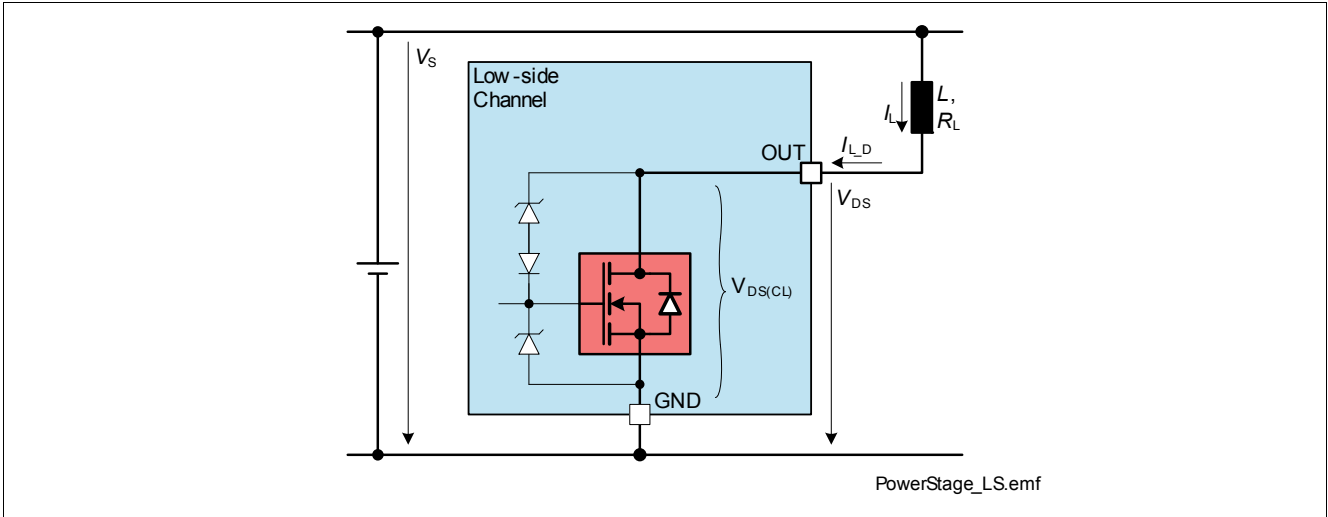 VS
Low-side
Channel
L,
IL
RL
OUT
IL_D
VDS
VDS(CL)
GND
PowerStage_LS.emf